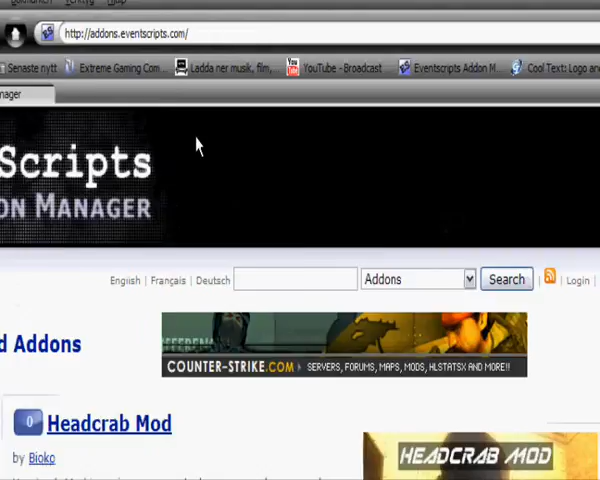 Verktyg
http://addons.eventscripts.com/
Senaste nytt Extreme Gaming Com... Ladda ner musik, film, YouTube - Broadcast Eventscripts Addon M... Cool Text: Logo and
nager
Scripts
ON MANAGER
English | Français | Deutsch Addons Search | Login |
d Addons
COUNTER-STRIKE.COM SERVERS, FORUMS, MAPS, MODS, HLSTATSX AND MORE!!
0 Headcrab Mod
by Bioko
HEADCRAB MOD